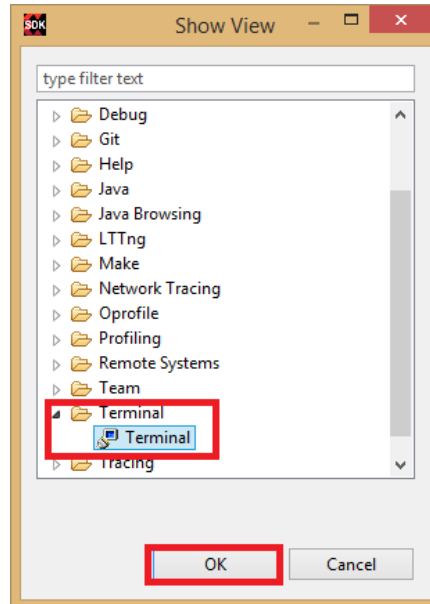 SDK Show View
type filter text
Debug
Git
Help
Java
Java Browsing
LTTng
Make
Network Tracing
Oprofile
Profiling
Remote Systems
Team
Terminal
Terminal
Tracing
OK Cancel